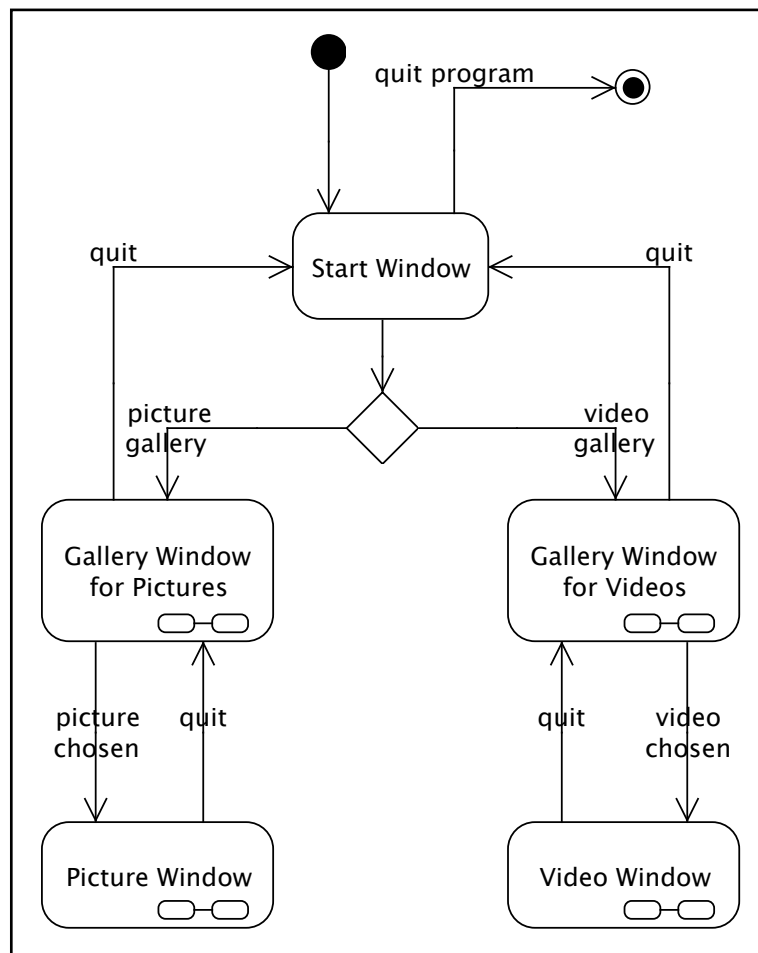 quit program
quit
Start Window
quit
picture
gallery
video
gallery
Gallery Window
for Pictures
Gallery Window
for Videos
picture
chosen
quit
quit
video
chosen
Picture Window
Video Window